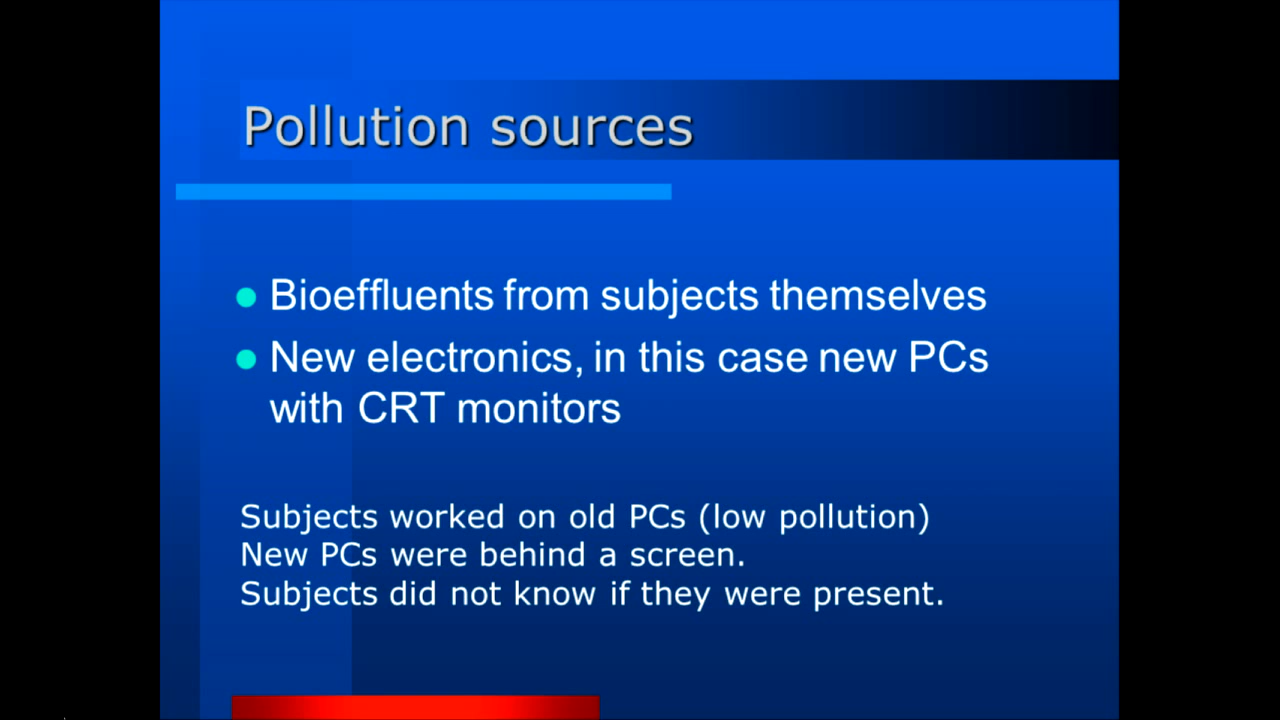 Pollution sources
Bioeffluents from subjects themselves
New electronics, in this case new PCs
with CRT monitors
Subjects worked on old PCs (low pollution)
New PCs were behind a screen.
Subjects did not know if they were present.